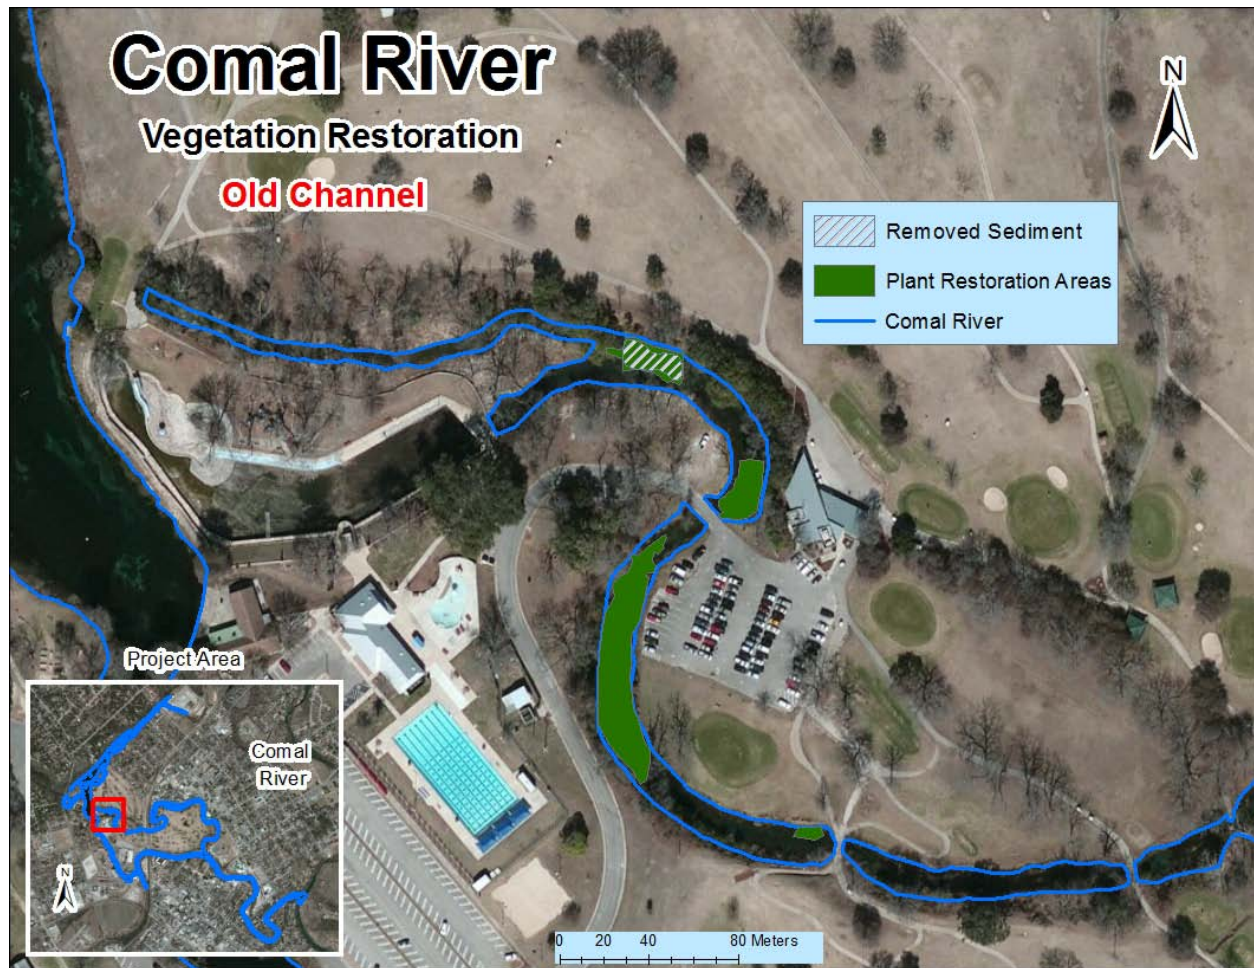 Comal River
Vegetation Restoration
Old Channel
N
Removed Sediment
Plant Restoration Areas
Comal River
Project Area
Comal
River
N
0 20 40 80 Meters